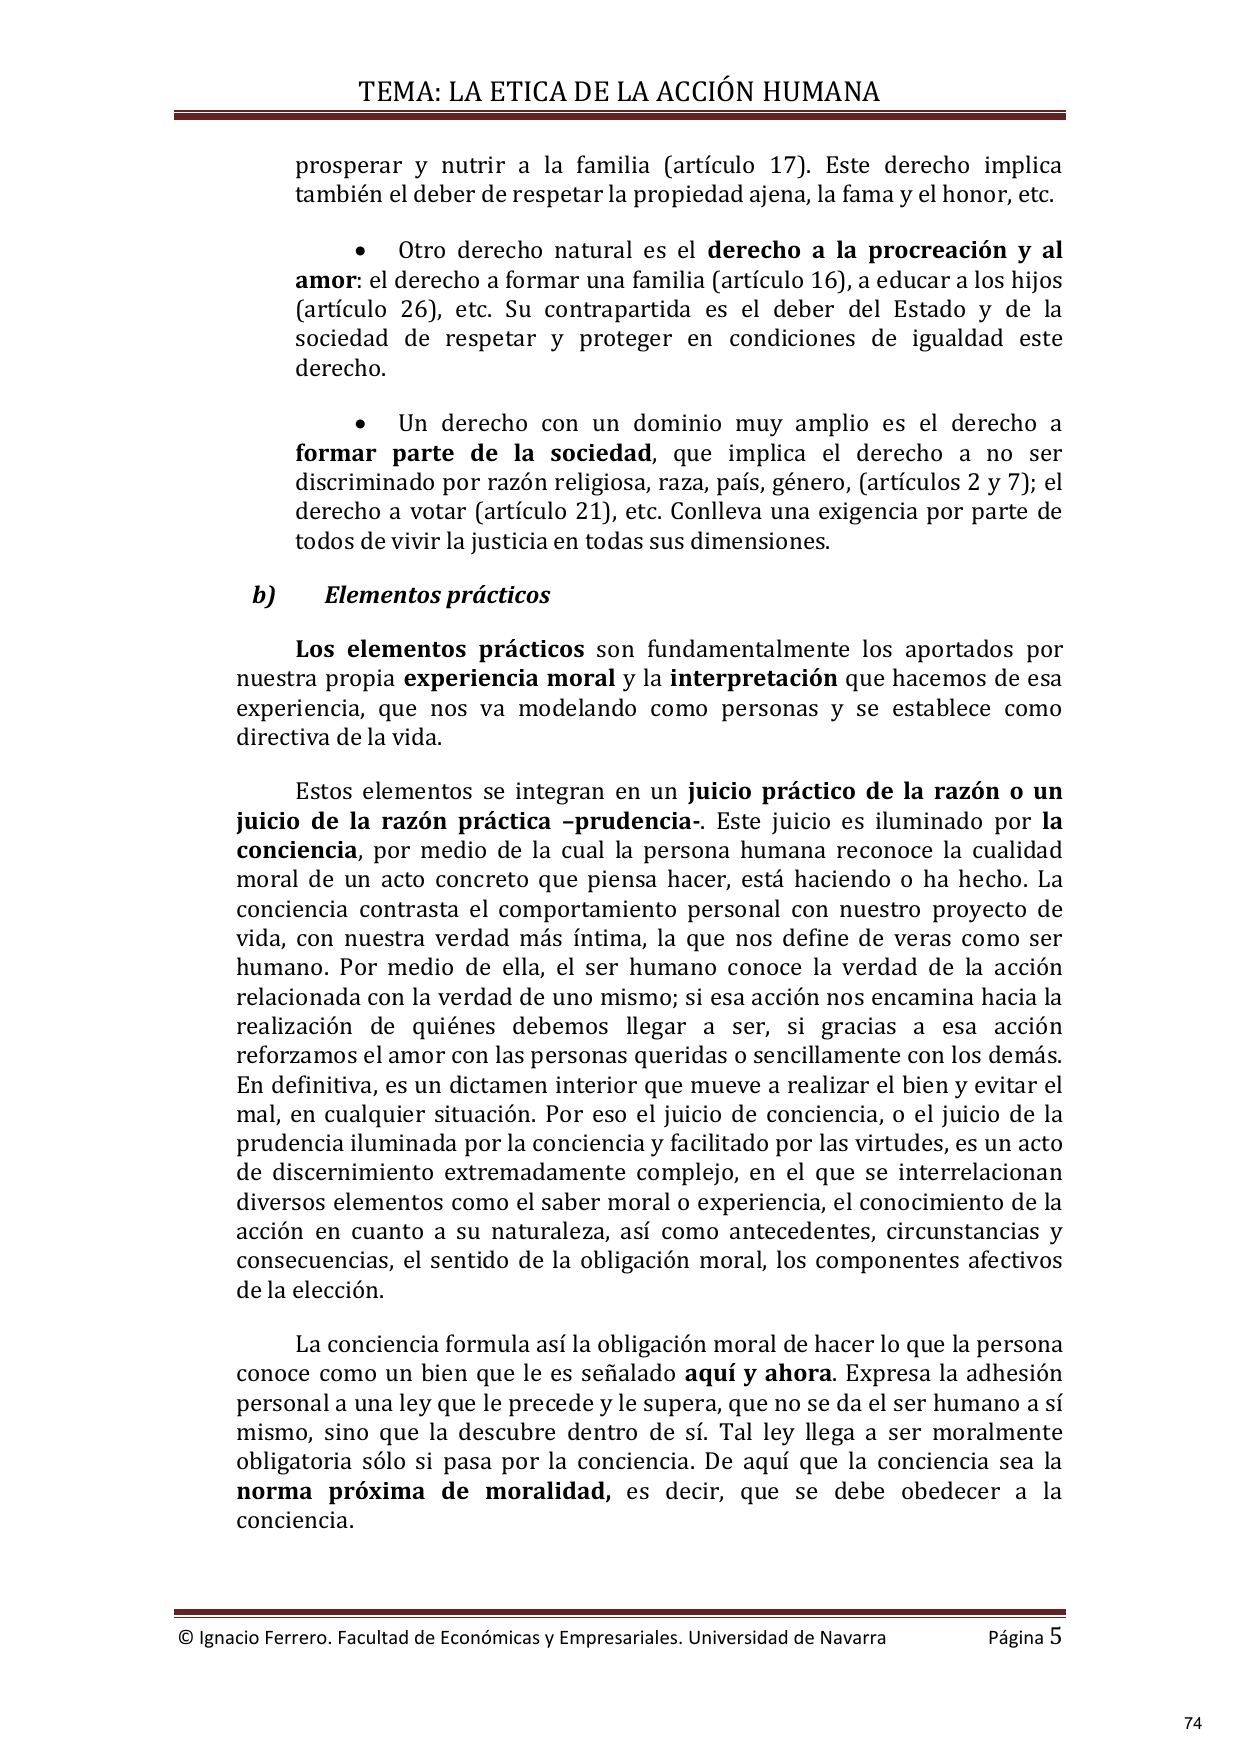 TEMA: LA ETICA DE LA ACCIÓN HUMANA
prosperar y nutrir a la familia (artículo 17). Este derecho implica
también el deber de respetar la propiedad ajena, la fama y el honor, etc.
• Otro derecho natural es el derecho a la procreación y al
amor: el derecho a formar una familia (artículo 16), a educar a los hijos
(artículo 26), etc. Su contrapartida es el deber del Estado y de la
sociedad de respetar y proteger en condiciones de igualdad este
derecho.
• Un derecho con un dominio muy amplio es el derecho a
formar parte de la sociedad, que implica el derecho a no ser
discriminado por razón religiosa, raza, país, género, (artículos 2 y 7); el
derecho a votar (artículo 21), etc. Conlleva una exigencia por parte de
todos de vivir la justicia en todas sus dimensiones.
b) Elementos prácticos
Los elementos prácticos son fundamentalmente los aportados por
nuestra propia experiencia moral y la interpretación que hacemos de esa
experiencia, que nos va modelando como personas y se establece como
directiva de la vida.
Estos elementos se integran en un juicio práctico de la razón o un
juicio de la razón práctica –prudencia-. Este juicio es iluminado por la
conciencia, por medio de la cual la persona humana reconoce la cualidad
moral de un acto concreto que piensa hacer, está haciendo o ha hecho. La
conciencia contrasta el comportamiento personal con nuestro proyecto de
vida, con nuestra verdad más íntima, la que nos define de veras como ser
humano. Por medio de ella, el ser humano conoce la verdad de la acción
relacionada con la verdad de uno mismo; si esa acción nos encamina hacia la
realización de quiénes debemos llegar a ser, si gracias a esa acción
reforzamos el amor con las personas queridas o sencillamente con los demás.
En definitiva, es un dictamen interior que mueve a realizar el bien y evitar el
mal, en cualquier situación. Por eso el juicio de conciencia, o el juicio de la
prudencia iluminada por la conciencia y facilitado por las virtudes, es un acto
de discernimiento extremadamente complejo, en el que se interrelacionan
diversos elementos como el saber moral o experiencia, el conocimiento de la
acción en cuanto a su naturaleza, así como antecedentes, circunstancias y
consecuencias, el sentido de la obligación moral, los componentes afectivos
de la elección.
La conciencia formula así la obligación moral de hacer lo que la persona
conoce como un bien que le es señalado aquí y ahora. Expresa la adhesión
personal a una ley que le precede y le supera, que no se da el ser humano a sí
mismo, sino que la descubre dentro de sí. Tal ley llega a ser moralmente
obligatoria sólo si pasa por la conciencia. De aquí que la conciencia sea la
norma próxima de moralidad, es decir, que se debe obedecer a la
conciencia.
© Ignacio Ferrero. Facultad de Económicas y Empresariales. Universidad de Navarra Página 5
74